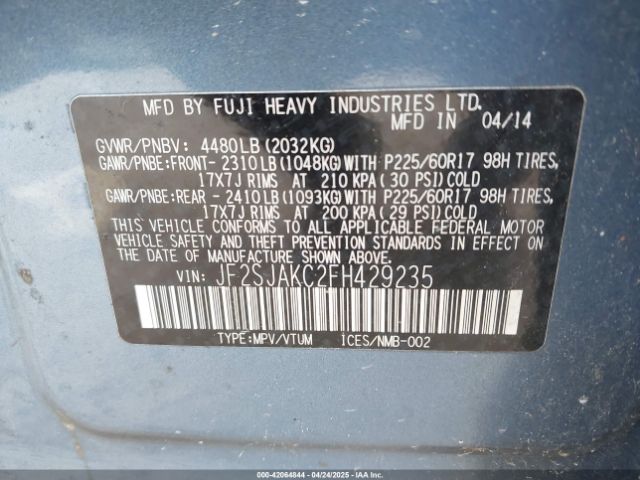 MFD BY FUJI HEAVY INDUSTRIES LTD.
MFD IN 04/14
GVWR/PNBV: 4480LB(2032KG)
GAWR/PNBE:FRONT- 2310LB(1048KG)WITH P225/60R17 98H TIRES,
17X7J RIMS AT 210 KPA(30 PSI)COLD
GAWR/PNBE:REAR - 2410LB(1093KG)WITH P225/60R17 98H TIRES,
17X7J RIMS AT 200 KPA(29 PSI)COLD
THIS VEHICLE CONFORMS TO ALL APPLICABLE FEDERAL MOTOR
VEHICLE SAFETY AND THEFT PREVENTION STANDARDS IN EFFECT ON
THE DATE OF MANUFACTURE SHOWN ABOVE.
VIN: JF2SJAKC2FH429235
TYPE:MPV/VTUM ICES/NMB-002
000-42064844 - 04/24/2025 - www.iaai.com